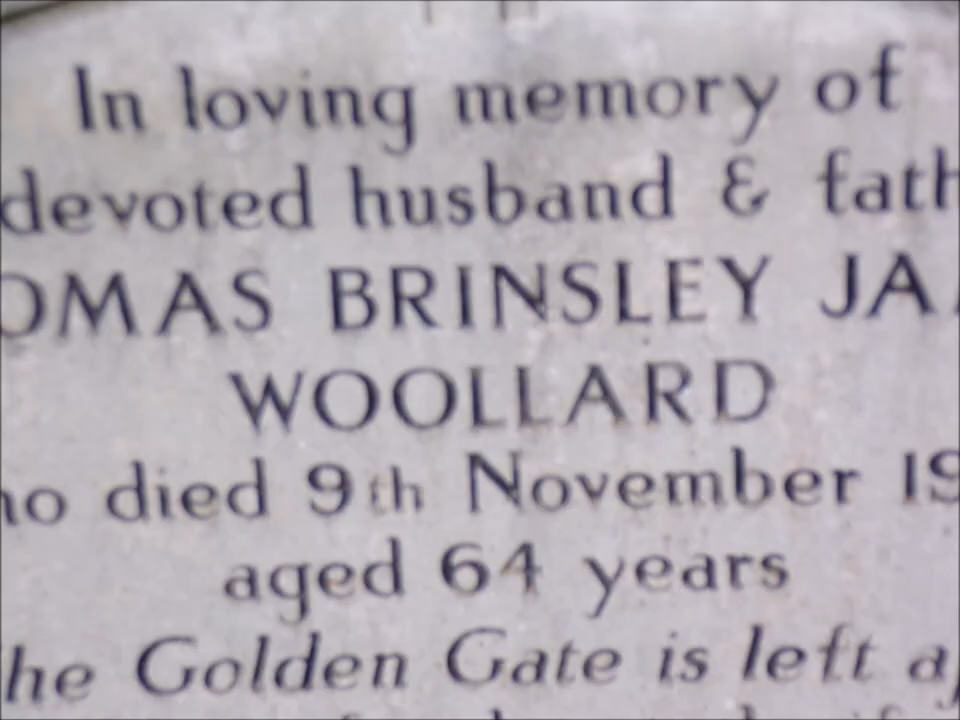 In loving memory of
devoted husband & fath
OMAS BRINSLEY JA
WOOLLARD
ho died 9th November 19
aged 64 years
he Golden Gate is left a